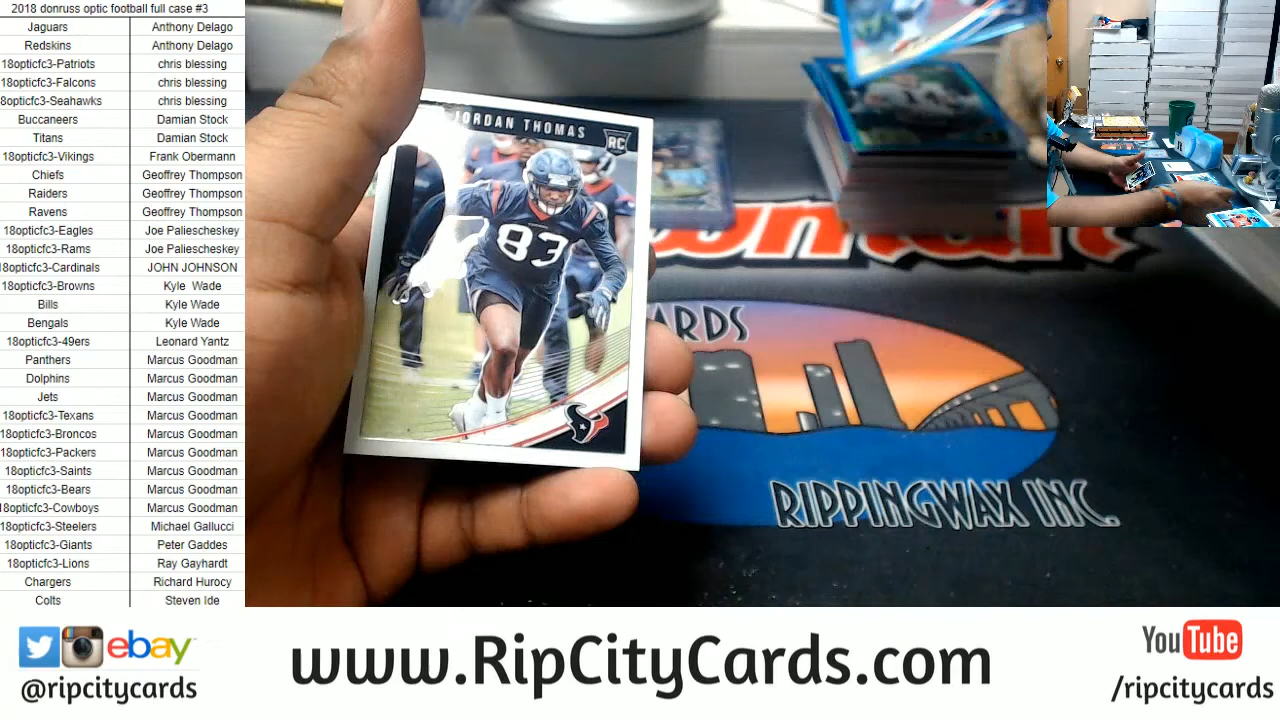 2018 donruss optic football full case #3
Jaguars Anthony Delago
Redskins Anthony Delago
18opticfc3-Patriots chris blessing
18opticfc3-Falcons chris blessing
8opticfc3-Seahawks chris blessing
Buccaneers Damian Stock
Titans Damian Stock
18opticfc3-Vikings Frank Obermann
Chiefs Geoffrey Thompson
Raiders Geoffrey Thompson
Ravens Geoffrey Thompson
18opticfc3-Eagles Joe Paliescheskey
18opticfc3-Rams Joe Paliescheskey
18opticfc3-Cardinals JOHN JOHNSON
18opticfc3-Browns Kyle Wade
Bills Kyle Wade
Bengals Kyle Wade
18opticfc3-49ers Leonard Yantz
Panthers Marcus Goodman
Dolphins Marcus Goodman
Jets Marcus Goodman
18opticfc3-Texans Marcus Goodman
18opticfc3-Broncos Marcus Goodman
18opticfc3-Packers Marcus Goodman
18opticfc3-Saints Marcus Goodman
18opticfc3-Bears Marcus Goodman
18opticfc3-Cowboys Marcus Goodman
18opticfc3-Steelers Michael Gallucci
18opticfc3-Giants Peter Gaddes
18opticfc3-Lions Ray Gayhardt
Chargers Richard Hurocy
Colts Steven Ide
JORDAN THOMAS
RC
83
ARDS
RIPPINGWAX INC.
ebay
@ripcitycards
www.RipCityCards.com
YouTube
/ripcitycards